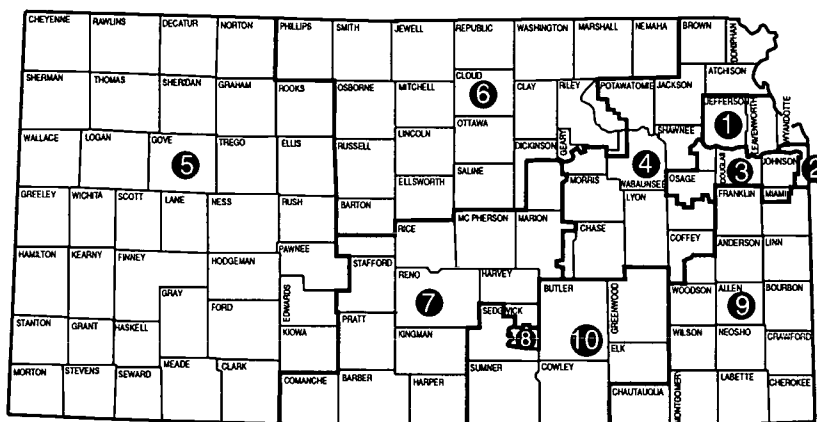 CHEYENNE RAWLINS DECATUR NORTON PHILLIPS SMITH JEWELL REPUBLIC WASHINGTON MARSHALL NEMAHA BROWN DONIPHAN
SHERMAN THOMAS SHERIDAN GRAHAM ROOKS OSBORNE MITCHELL CLOUD CLAY RILEY POTAWATOMIE JACKSON ATCHISON
6
JEFFERSON LEAVENWORTH WYANDOTTE
1
WALLACE LOGAN GOVE TREGO ELLIS RUSSELL LINCOLN OTTAWA DICKINSON GEARY SHAWNEE
5
4
WABAUNSEE
OSAGE
DOUGLAS
3
JOHNSON
2
ELLSWORTH SALINE MORRIS
GREELEY WICHITA SCOTT LANE NESS RUSH BARTON RICE MC PHERSON MARION CHASE LYON FRANKLIN MIAMI
HAMILTON KEARNY FINNEY HODGEMAN PAWNEE STAFFORD RENO HARVEY COFFEY ANDERSON LINN
7
GRAY FORD EDWARDS SEDGWICK BUTLER GREENWOOD WOODSON ALLEN BOURBON
9
STANTON GRANT HASKELL KIOWA PRATT KINGMAN
8
10
ELK WILSON NEOSHO CRAWFORD
MORTON STEVENS SEWARD MEADE CLARK COMANCHE BARBER HARPER SUMNER COWLEY CHAUTAUQUA MONTGOMERY LABETTE CHEROKEE